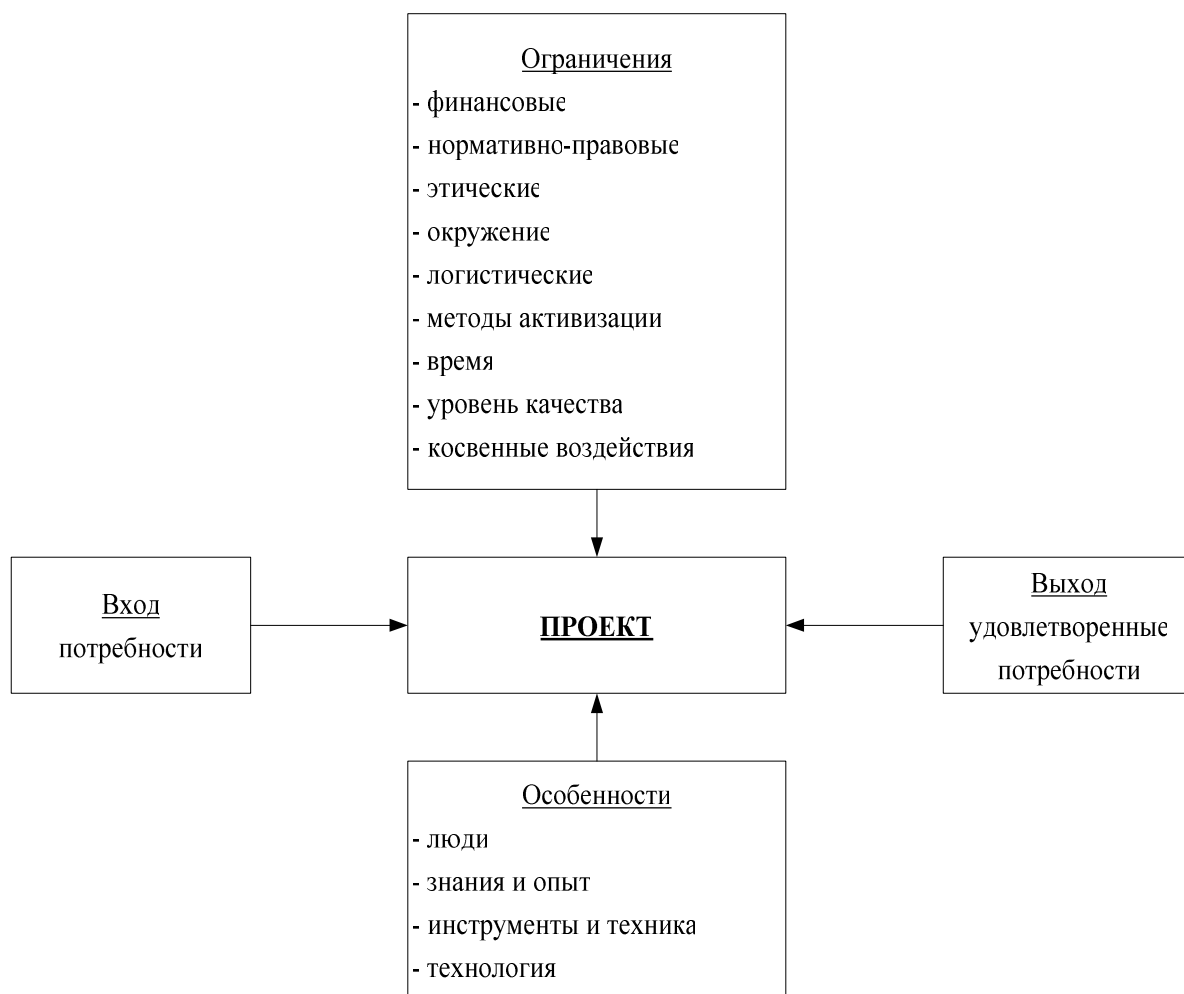 Ограничения
- финансовые
- нормативно-правовые
- этические
- окружение
- логистические
- методы активизации
- время
- уровень качества
- косвенные воздействия
Вход
потребности
ПРОЕКТ
Выход
удовлетворенные
потребности
Особенности
- люди
- знания и опыт
- инструменты и техника
- технология